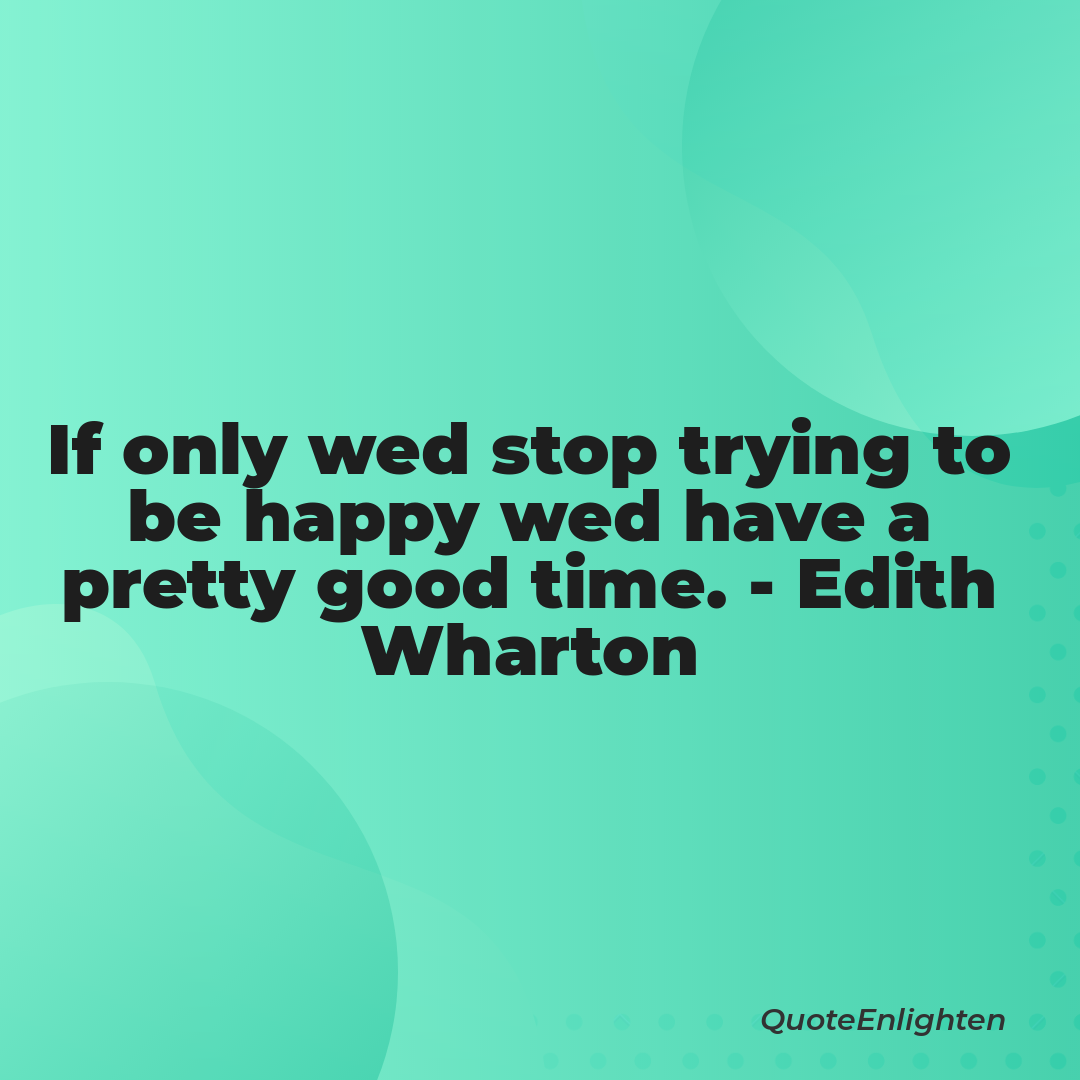 If only wed stop trying to
be happy wed have a
pretty good time. - Edith
Wharton
QuoteEnlighten